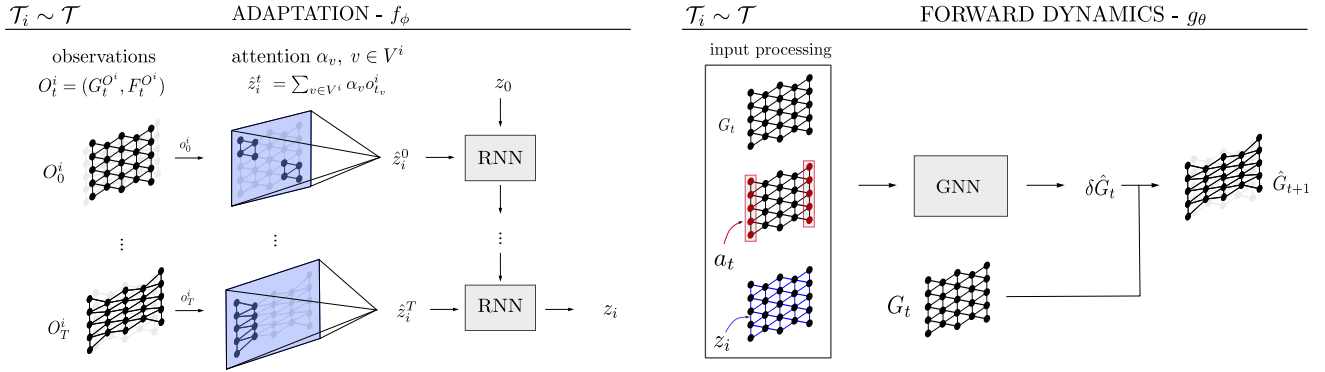 𝒯ᵢ ∼ 𝒯 ADAPTATION - f_ϕ
observations
O_t^i = (G_t^{O^i}, F_t^{O^i})
attention α_v, v ∈ V^i
ẑ_i^t = ∑_{v∈V^i} α_v o_{t_v}^i
z_0
O_0^i
o_0^i
ẑ_i^0
RNN
⋮
⋮
⋮
O_T^i
o_T^i
ẑ_i^T
RNN
z_i
𝒯ᵢ ∼ 𝒯 FORWARD DYNAMICS - g_θ
input processing
G_t
a_t
z_i
GNN
δĜ_t
Ĝ_{t+1}
G_t